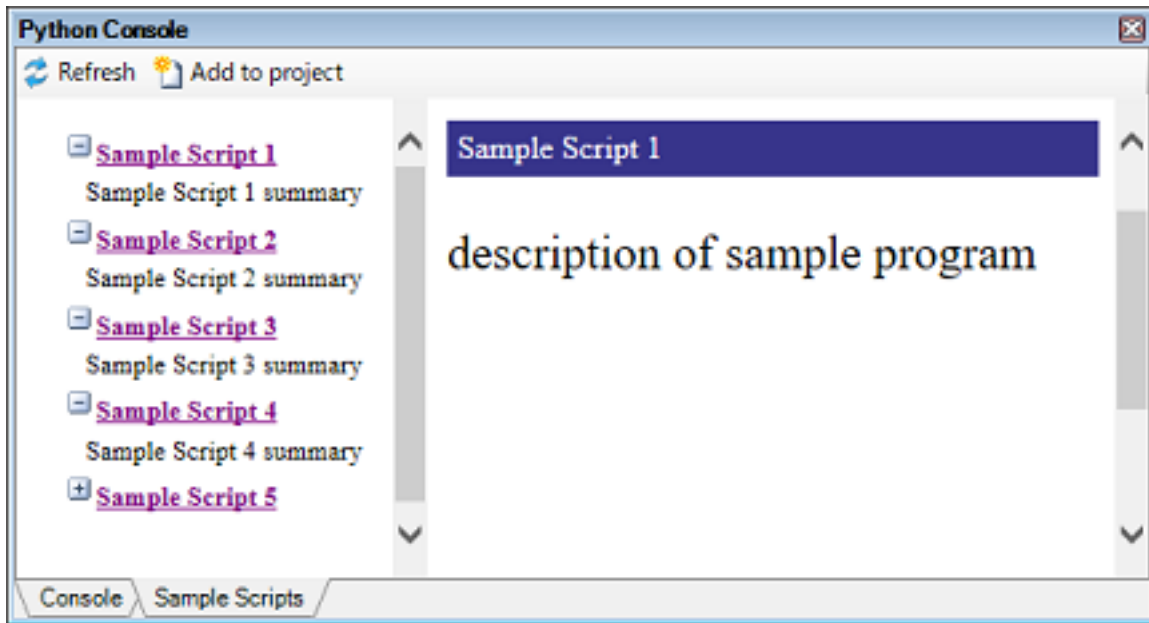 Python Console
Refresh Add to project
Sample Script 1
Sample Script 1 summary
Sample Script 2
Sample Script 2 summary
Sample Script 3
Sample Script 3 summary
Sample Script 4
Sample Script 4 summary
Sample Script 5
Sample Script 1
description of sample program
Console Sample Scripts